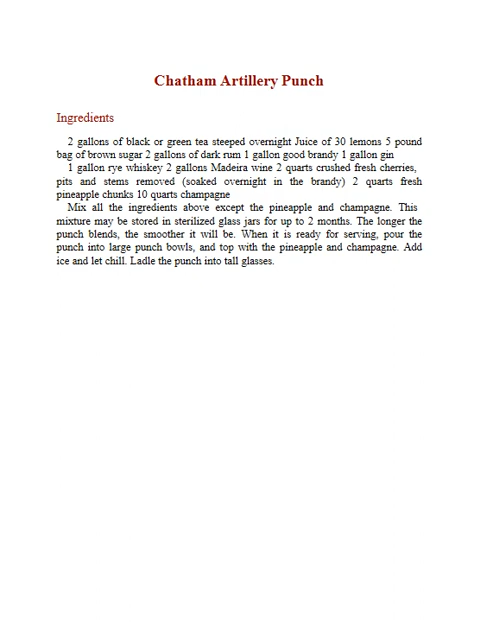 Chatham Artillery Punch
Ingredients
2 gallons of black or green tea steeped overnight Juice of 30 lemons 5 pound
bag of brown sugar 2 gallons of dark rum 1 gallon good brandy 1 gallon gin
1 gallon rye whiskey 2 gallons Madeira wine 2 quarts crushed fresh cherries,
pits and stems removed (soaked overnight in the brandy) 2 quarts fresh
pineapple chunks 10 quarts champagne
Mix all the ingredients above except the pineapple and champagne. This
mixture may be stored in sterilized glass jars for up to 2 months. The longer the
punch blends, the smoother it will be. When it is ready for serving, pour the
punch into large punch bowls, and top with the pineapple and champagne. Add
ice and let chill. Ladle the punch into tall glasses.